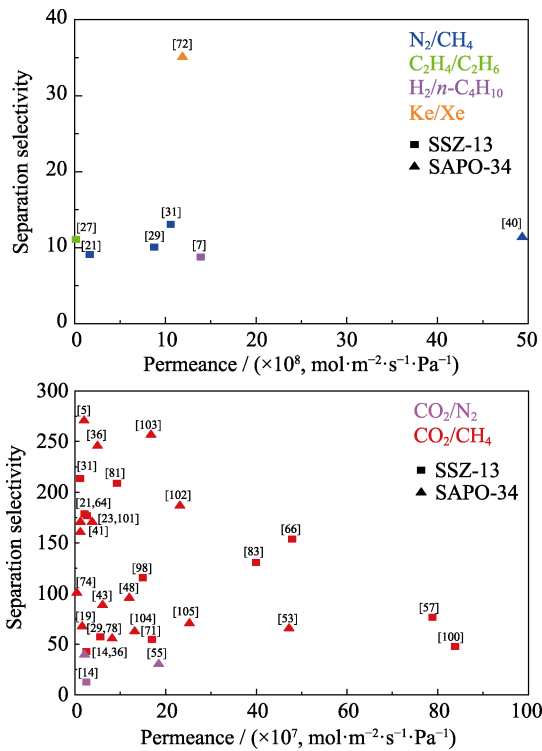 40
30
20
10
0
0 10 20 30 40 50
Separation selectivity
Permeance / (×10⁸, mol·m⁻²·s⁻¹·Pa⁻¹)
N₂/CH₄
C₂H₄/C₂H₆
H₂/n-C₄H₁₀
Ke/Xe
SSZ-13
SAPO-34
[72]
[27]
[21]
[31]
[29]
[7]
[40]
300
250
200
150
100
50
0
0 20 40 60 80 100
Separation selectivity
Permeance / (×10⁷, mol·m⁻²·s⁻¹·Pa⁻¹)
CO₂/N₂
CO₂/CH₄
SSZ-13
SAPO-34
[5]
[103]
[36]
[31]
[81]
[102]
[21,64]
[23,101]
[41]
[66]
[83]
[98]
[74]
[43]
[48]
[19]
[104]
[105]
[53]
[57]
[29,78]
[71]
[100]
[14,36]
[55]
[14]